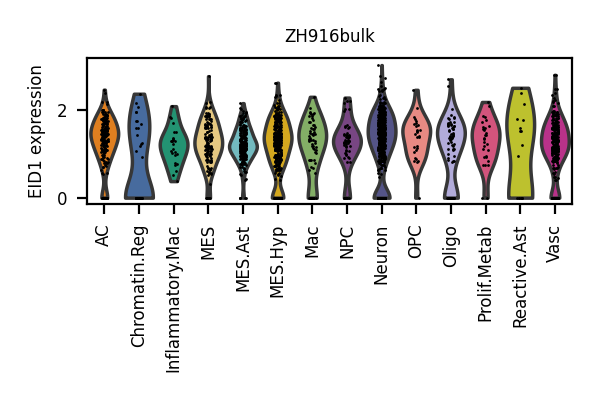 ZH916bulk
EID1 expression
2
0
AC
Chromatin.Reg
Inflammatory.Mac
MES
MES.Ast
MES.Hyp
Mac
NPC
Neuron
OPC
Oligo
Prolif.Metab
Reactive.Ast
Vasc